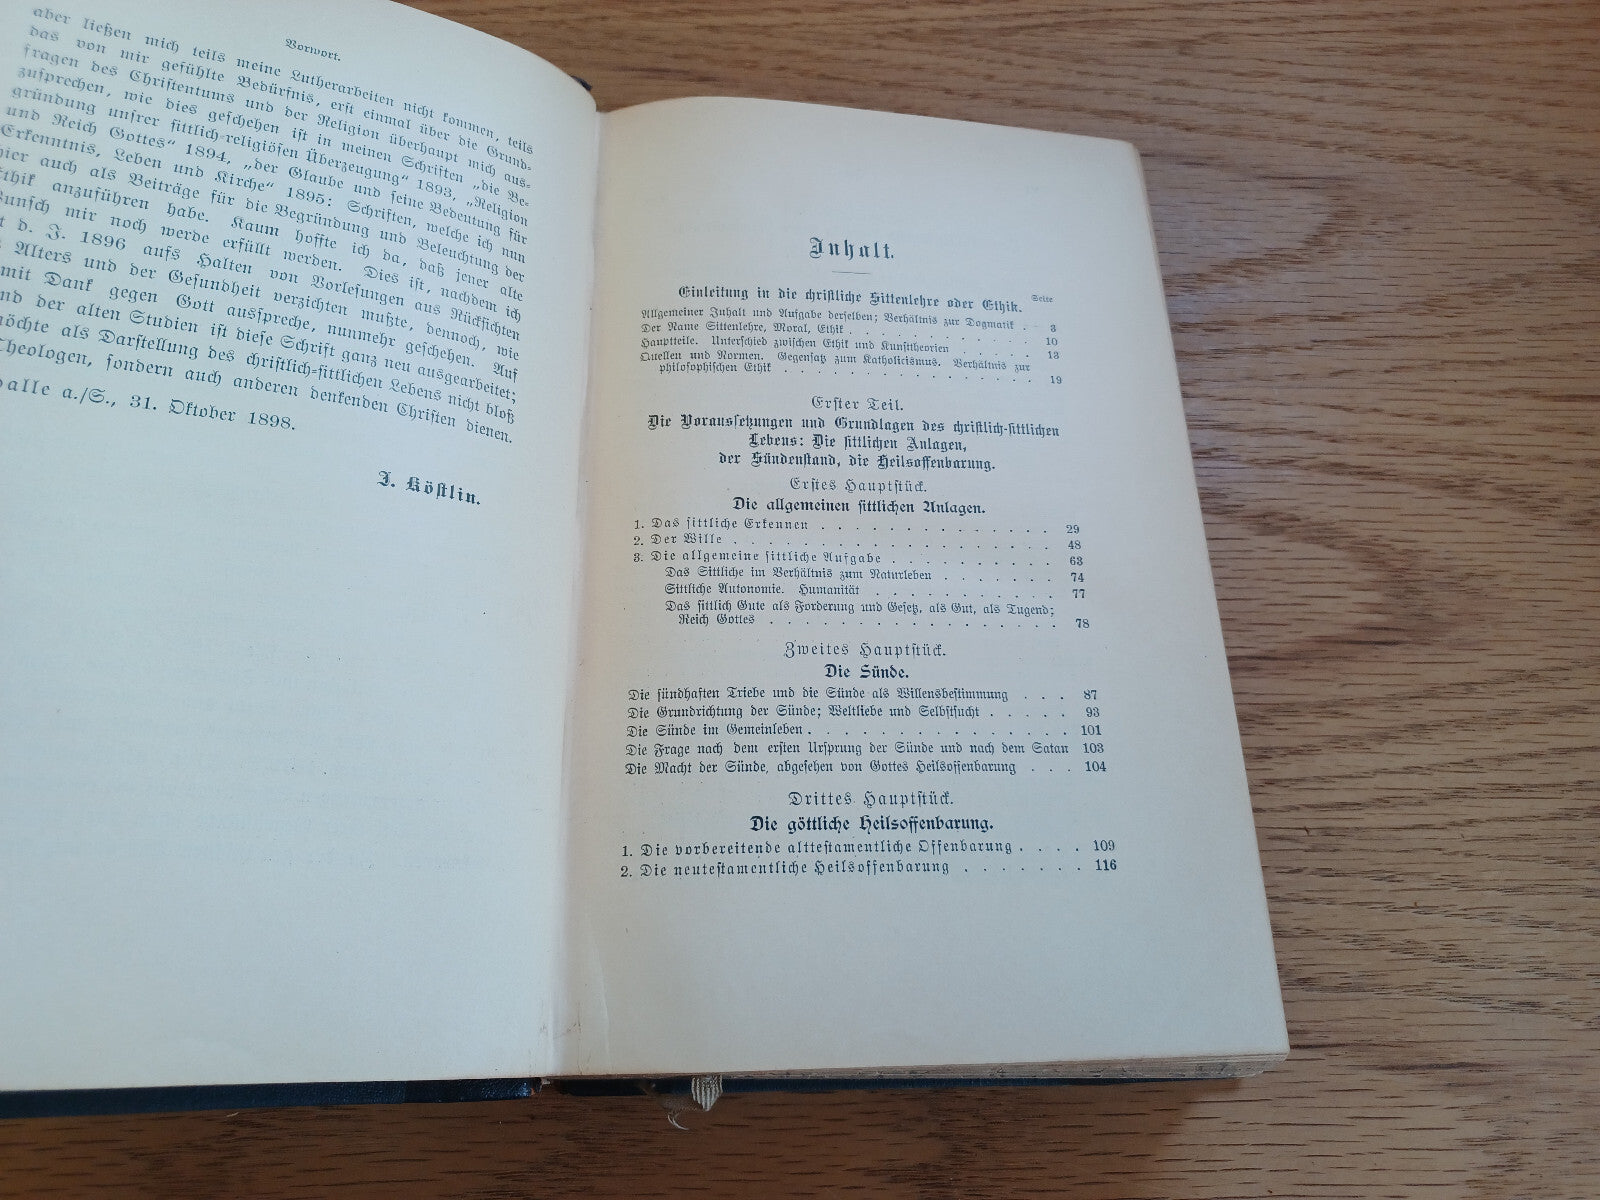 Vorwort.
aber ließen mich teils meine Lutherarbeiten nicht kommen, teils
das von mir gefühlte Bedürfnis, erst einmal über die Grund-
fragen des Christentums und der Religion überhaupt mich aus-
zusprechen, wie dies geschehen ist in meinen Schriften „die Be-
gründung unsrer sittlich-religiösen Überzeugung“ 1893, „Religion
und Reich Gottes“ 1894, „der Glaube und seine Bedeutung für
Erkenntnis, Leben und Kirche“ 1895: Schriften, welche ich nun
hier auch als Beiträge für die Begründung und Beleuchtung der
Ethik anzuführen habe. Kaum hoffte ich da, daß jener alte
Wunsch mir noch werde erfüllt werden. Dies ist, nachdem ich
d. J. 1896 aufs Halten von Vorlesungen aus Rücksichten
Alters und der Gesundheit verzichten mußte, dennoch, wie
mit Dank gegen Gott ausspreche, nunmehr geschehen. Auf
und der alten Studien ist diese Schrift ganz neu ausgearbeitet;
möchte als Darstellung des christlich-sittlichen Lebens nicht bloß
Theologen, sondern auch anderen denkenden Christen dienen.
Halle a./S., 31. Oktober 1898.
J. Köstlin.
Inhalt.
Seite
Einleitung in die christliche Sittenlehre oder Ethik.
Allgemeiner Inhalt und Aufgabe derselben; Verhältnis zur Dogmatik . 3
Der Name Sittenlehre, Moral, Ethik . . . . . . . . . . . 10
Hauptteile. Unterschied zwischen Ethik und Kunsttheorien . . . . . 13
Quellen und Normen. Gegensatz zum Katholicismus. Verhältnis zur
philosophischen Ethik . . . . . . . . . . . . . . . 19
Erster Teil.
Die Voraussetzungen und Grundlagen des christlich-sittlichen
Lebens: Die sittlichen Anlagen,
der Sündenstand, die Heilsoffenbarung.
Erstes Hauptstück.
Die allgemeinen sittlichen Anlagen.
1. Das sittliche Erkennen . . . . . . . . . . . . . 29
2. Der Wille . . . . . . . . . . . . . . . . . 48
3. Die allgemeine sittliche Aufgabe . . . . . . . . . . 63
Das Sittliche im Verhältnis zum Naturleben . . . . . . . 74
Sittliche Autonomie. Humanität . . . . . . . . . . . 77
Das sittlich Gute als Forderung und Gesetz, als Gut, als Tugend;
Reich Gottes . . . . . . . . . . . . . . . . 78
Zweites Hauptstück.
Die Sünde.
Die sündhaften Triebe und die Sünde als Willensbestimmung . . . 87
Die Grundrichtung der Sünde; Weltliebe und Selbstsucht . . . . . 93
Die Sünde im Gemeinleben . . . . . . . . . . . . . . 101
Die Frage nach dem ersten Ursprung der Sünde und nach dem Satan 103
Die Macht der Sünde, abgesehen von Gottes Heilsoffenbarung . . . 104
Drittes Hauptstück.
Die göttliche Heilsoffenbarung.
1. Die vorbereitende alttestamentliche Offenbarung . . . . 109
2. Die neutestamentliche Heilsoffenbarung . . . . . . . 116